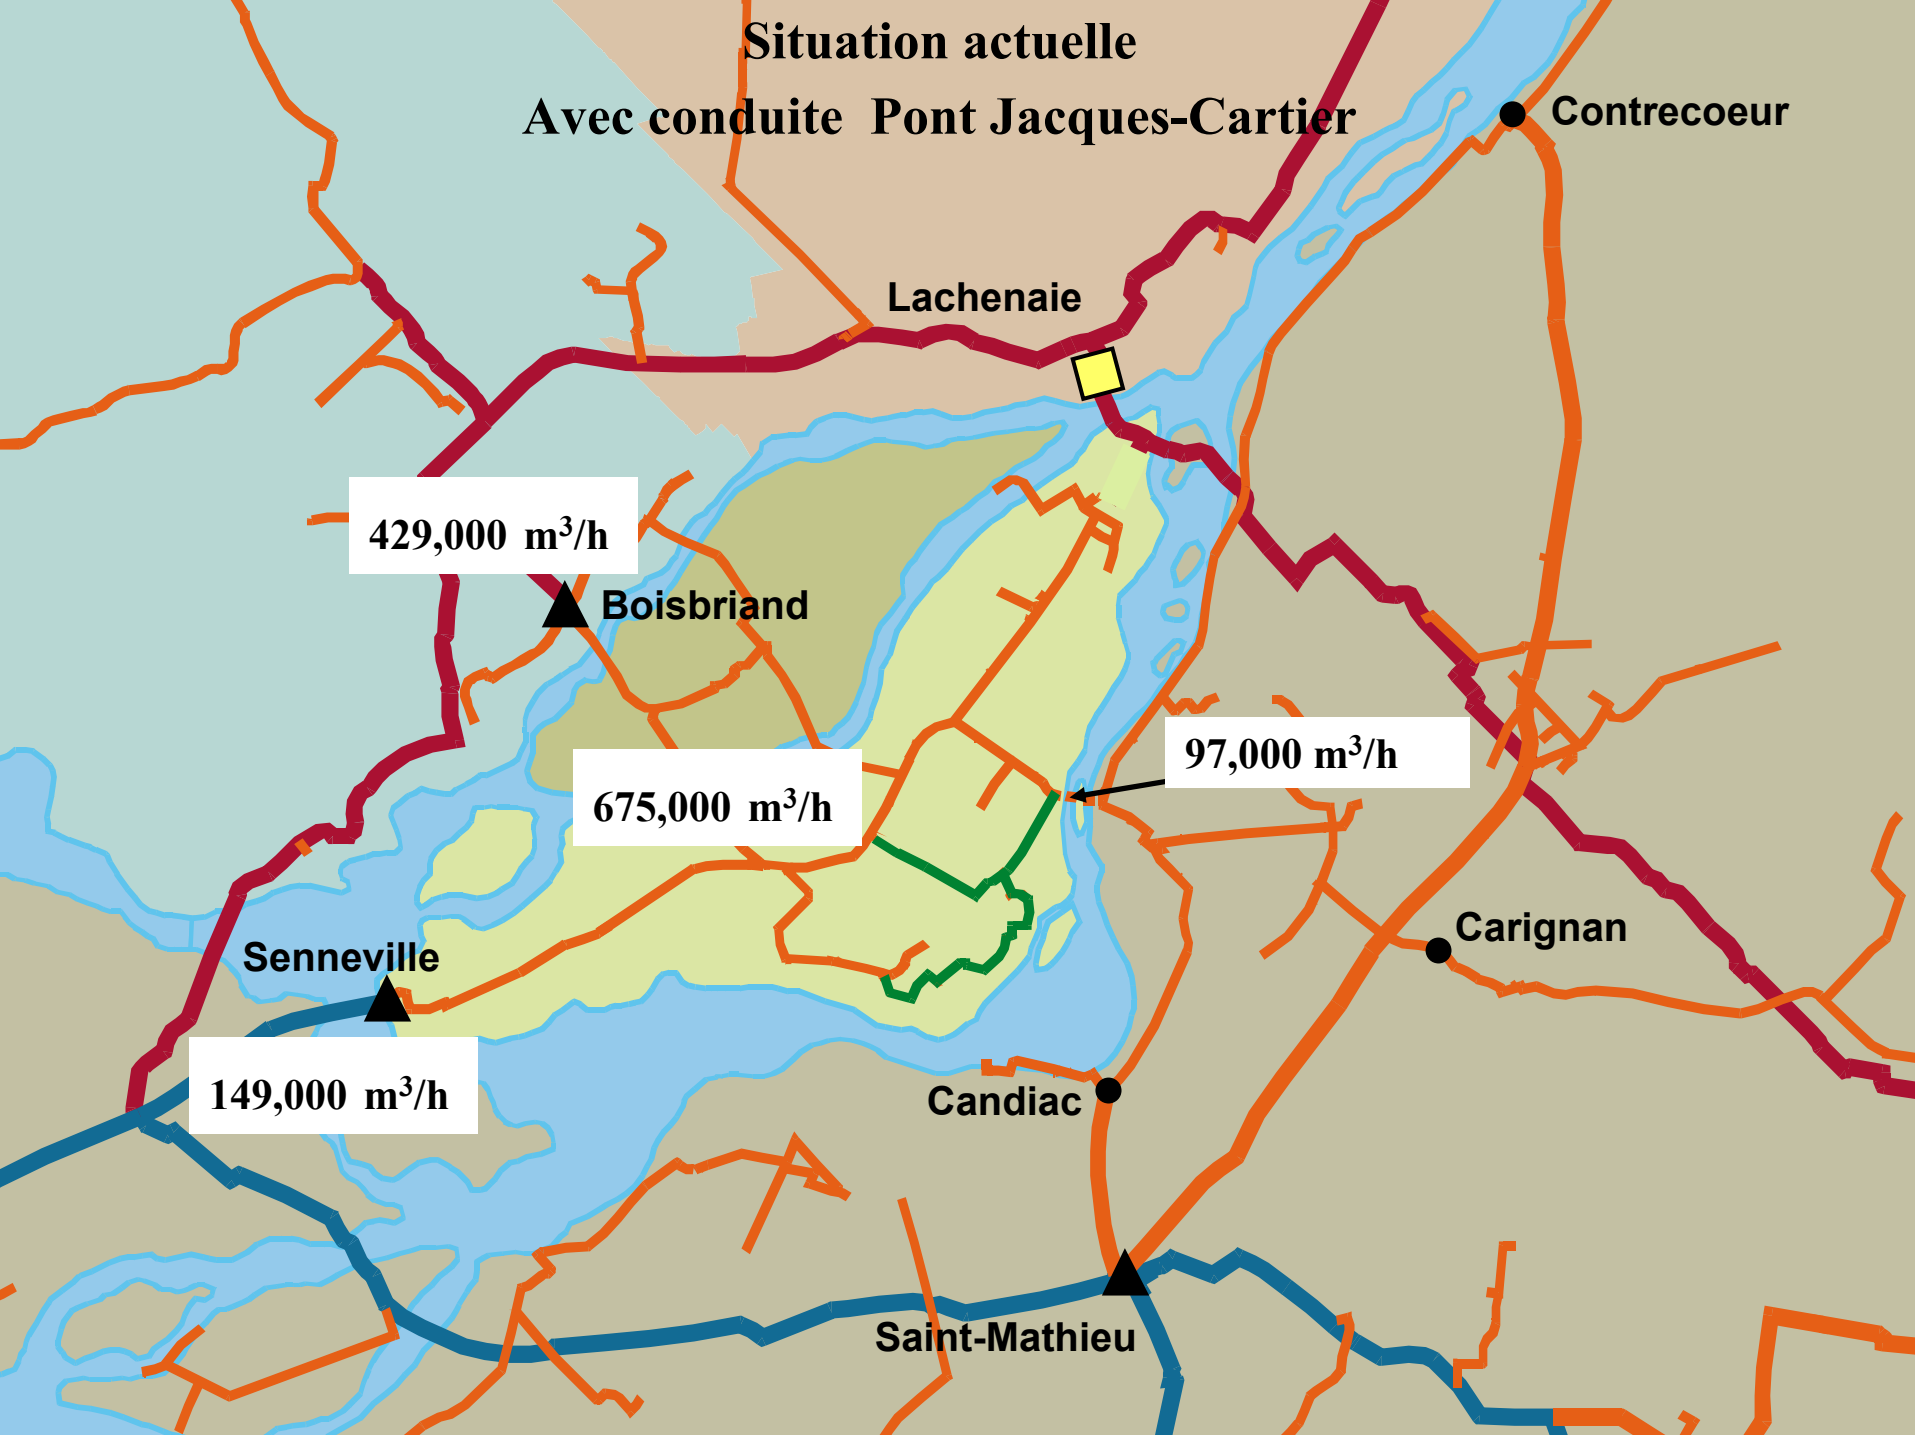 Situation actuelle
Avec conduite Pont Jacques-Cartier
Contrecoeur
Lachenaie
429,000 m³/h
Boisbriand
97,000 m³/h
675,000 m³/h
Carignan
Senneville
149,000 m³/h
Candiac
Saint-Mathieu